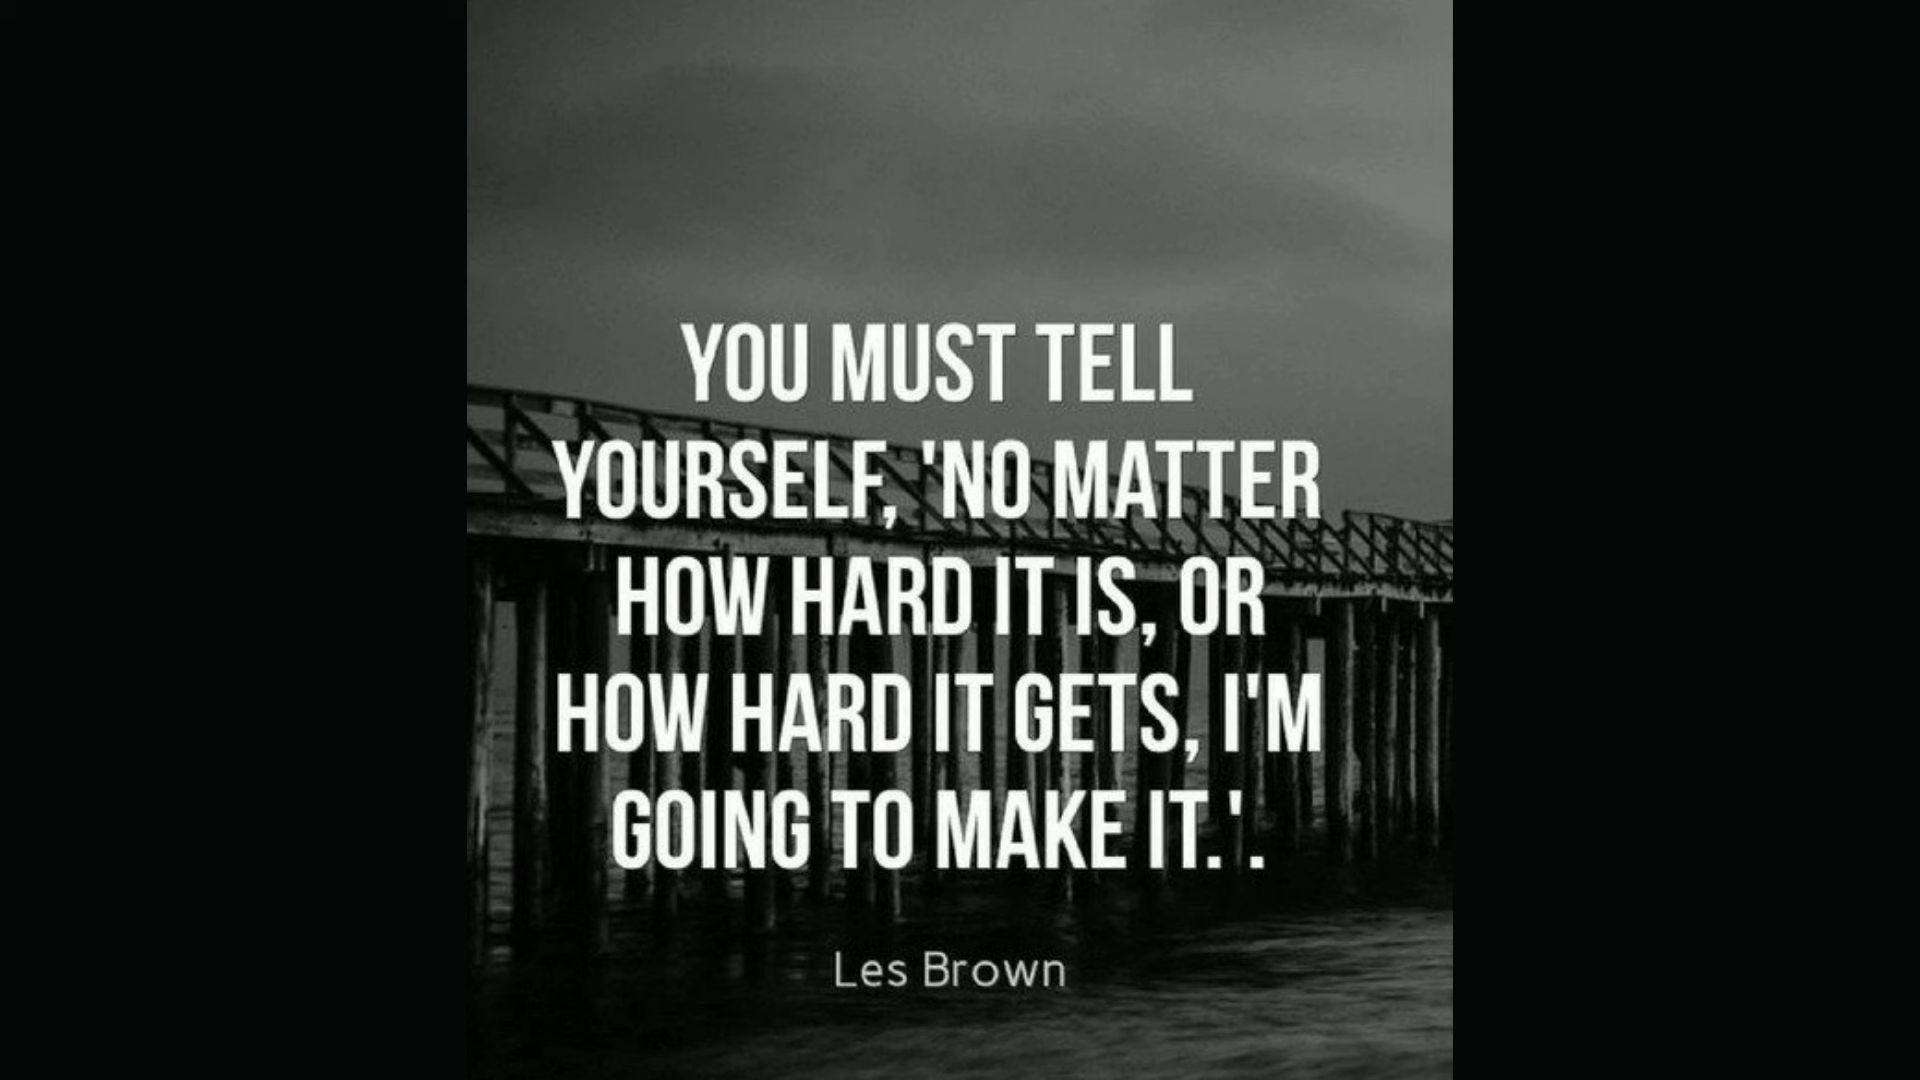 YOU MUST TELL
YOURSELF, 'NO MATTER
HOW HARD IT IS, OR
HOW HARD IT GETS, I'M
GOING TO MAKE IT.'.
Les Brown